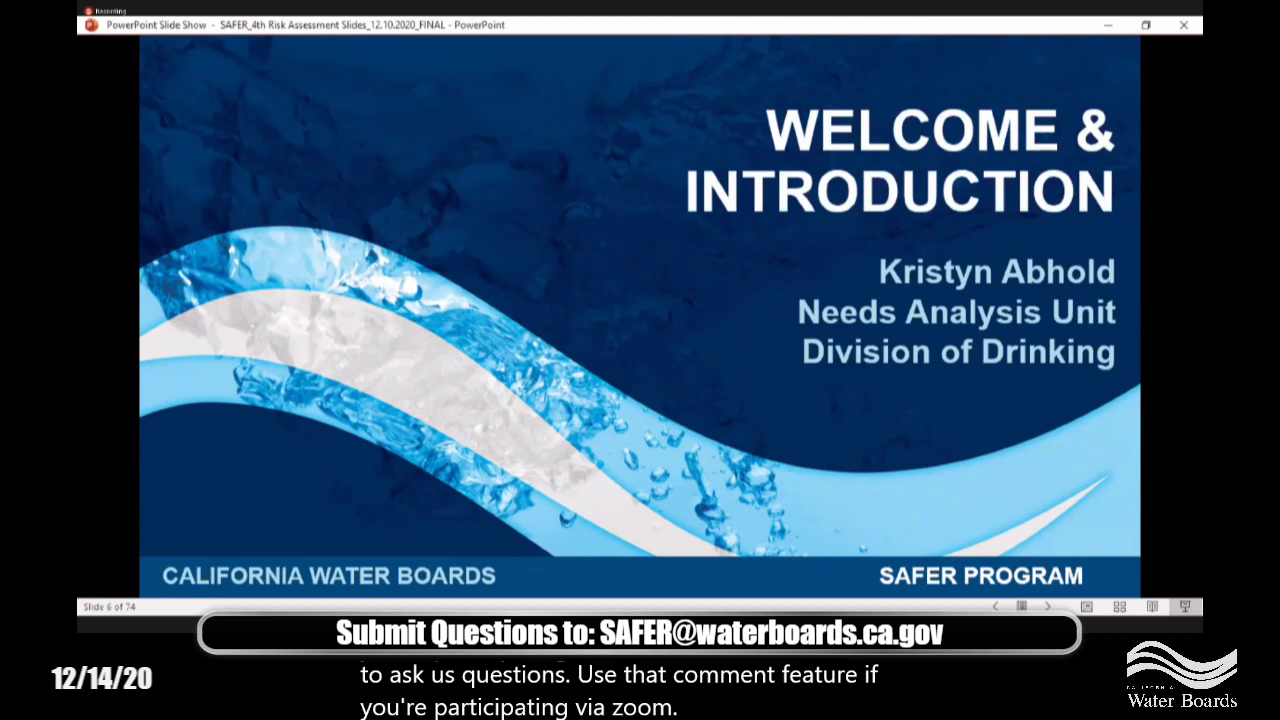 Recording
PowerPoint Slide Show - SAFER_4th Risk Assessment Slides_12.10.2020_FINAL - PowerPoint
WELCOME &
INTRODUCTION
Kristyn Abhold
Needs Analysis Unit
Division of Drinking
CALIFORNIA WATER BOARDS
SAFER PROGRAM
Slide 6 of 74
Submit Questions to: SAFER@waterboards.ca.gov
to ask us questions. Use that comment feature if
you're participating via zoom.
12/14/20
CALIFORNIA
Water Boards